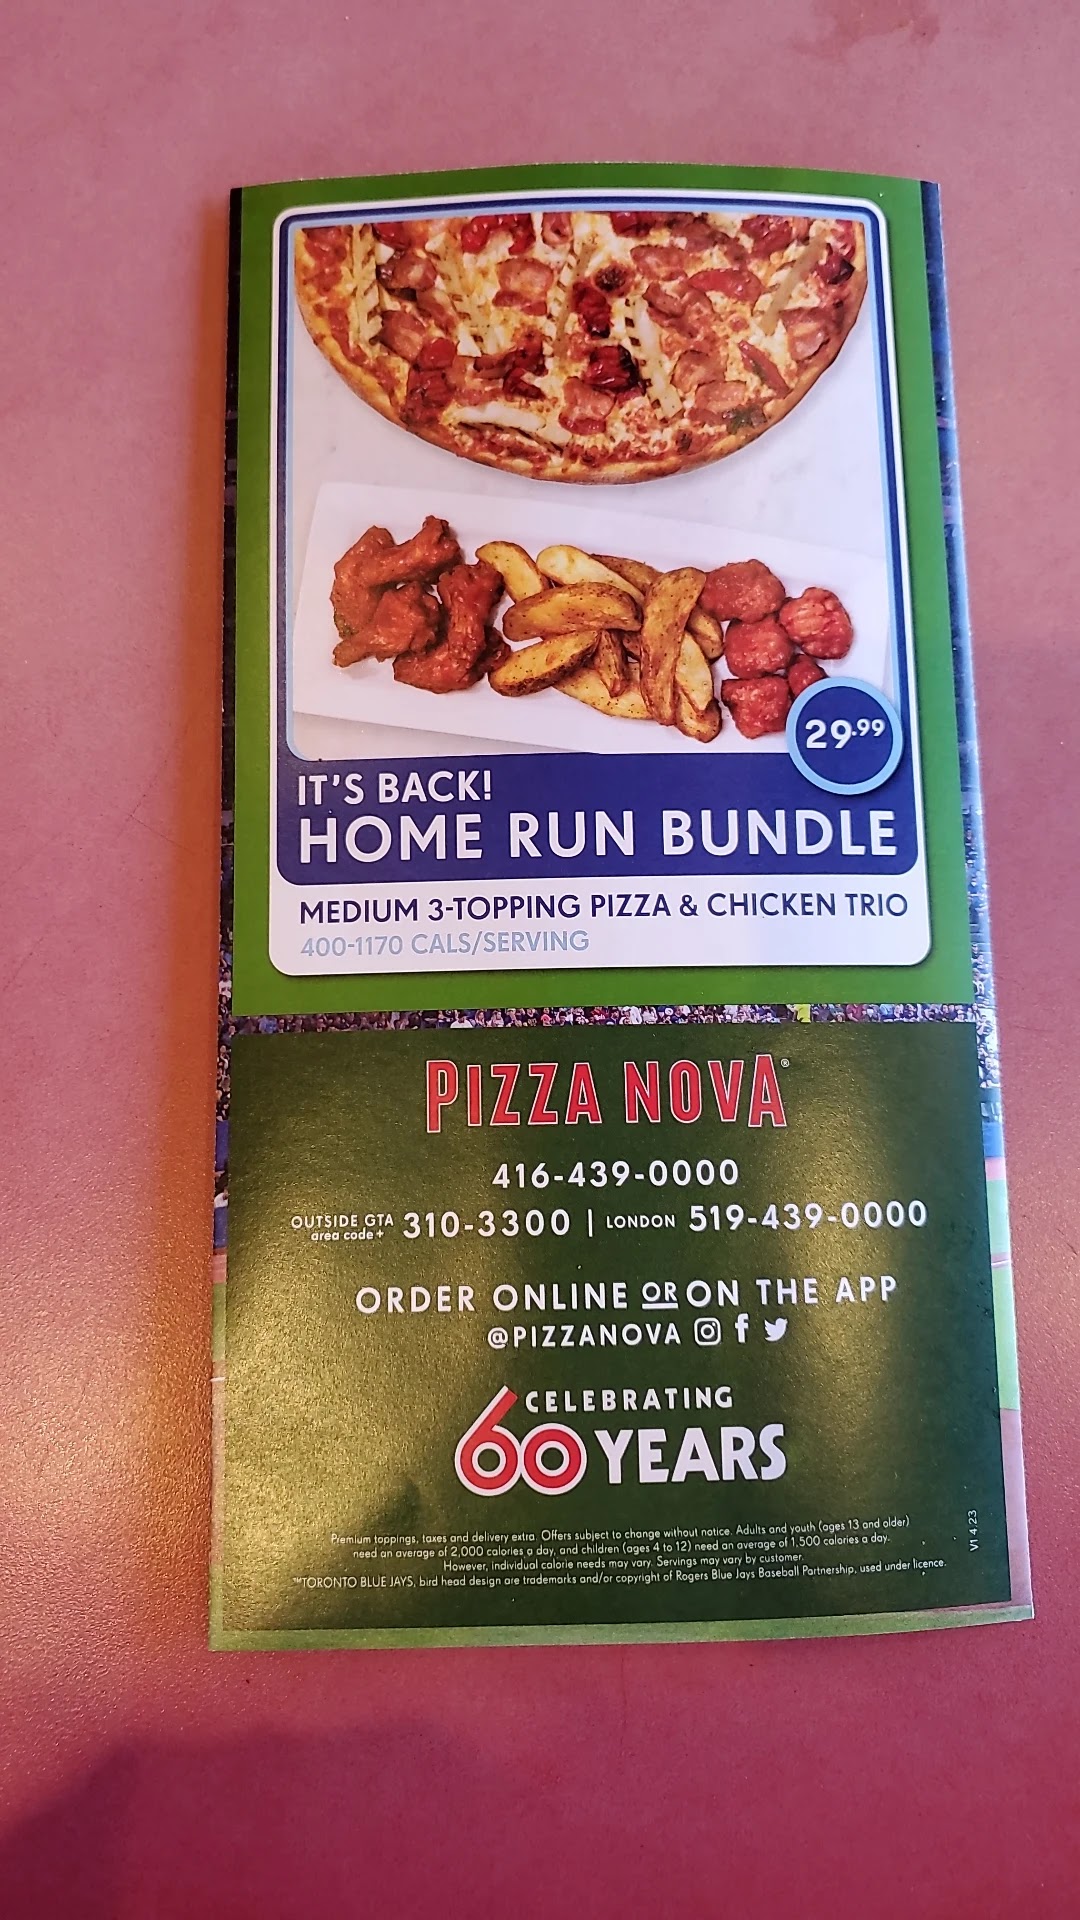 29.99
IT'S BACK!
HOME RUN BUNDLE
MEDIUM 3-TOPPING PIZZA & CHICKEN TRIO
400-1170 CALS/SERVING
PIZZA NOVA®
416-439-0000
OUTSIDE GTA area code+ 310-3300 | LONDON 519-439-0000
ORDER ONLINE OR ON THE APP
@PIZZANOVA
CELEBRATING
60 YEARS
Premium toppings, taxes and delivery extra. Offers subject to change without notice. Adults and youth (ages 13 and older)
need an average of 2,000 calories a day, and children (ages 4 to 12) need an average of 1,500 calories a day.
However, individual calorie needs may vary. Servings may vary by customer.
™TORONTO BLUE JAYS, bird head design are trademarks and/or copyright of Rogers Blue Jays Baseball Partnership, used under licence.
V1 4.23